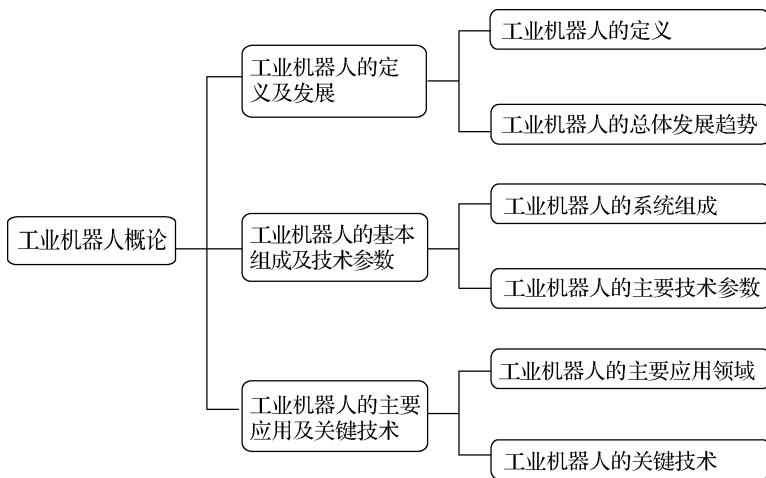 工业机器人概论
工业机器人的定
义及发展
工业机器人的定义
工业机器人的总体发展趋势
工业机器人的基本
组成及技术参数
工业机器人的系统组成
工业机器人的主要技术参数
工业机器人的主要
应用及关键技术
工业机器人的主要应用领域
工业机器人的关键技术